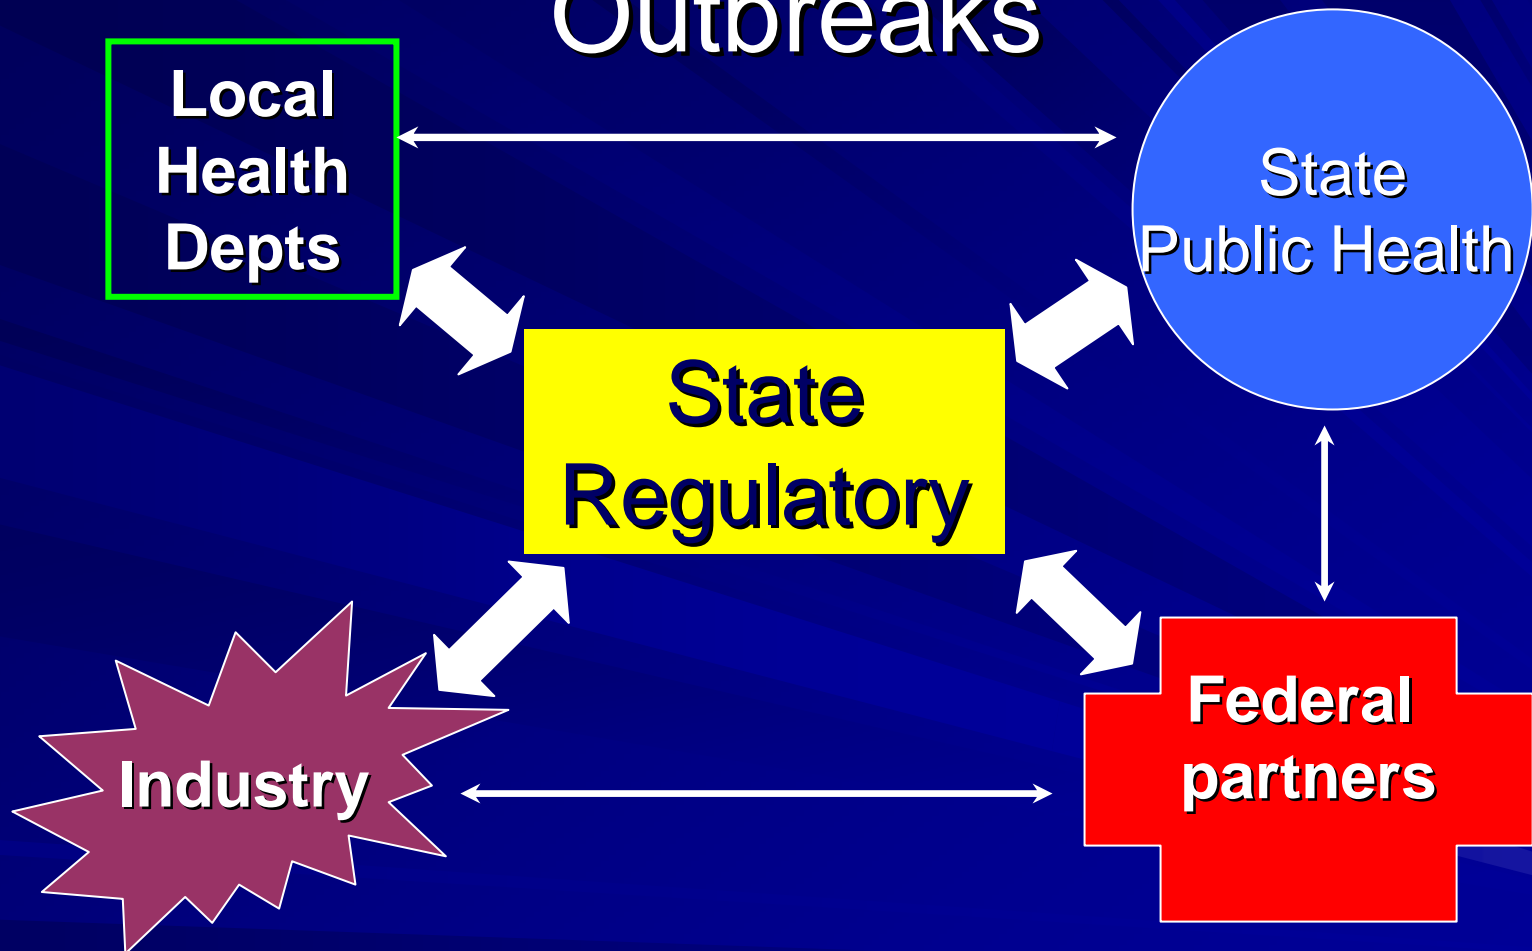 Outbreaks
Local
Health
Depts
State
Public Health
State
Regulatory
Industry
Federal
partners